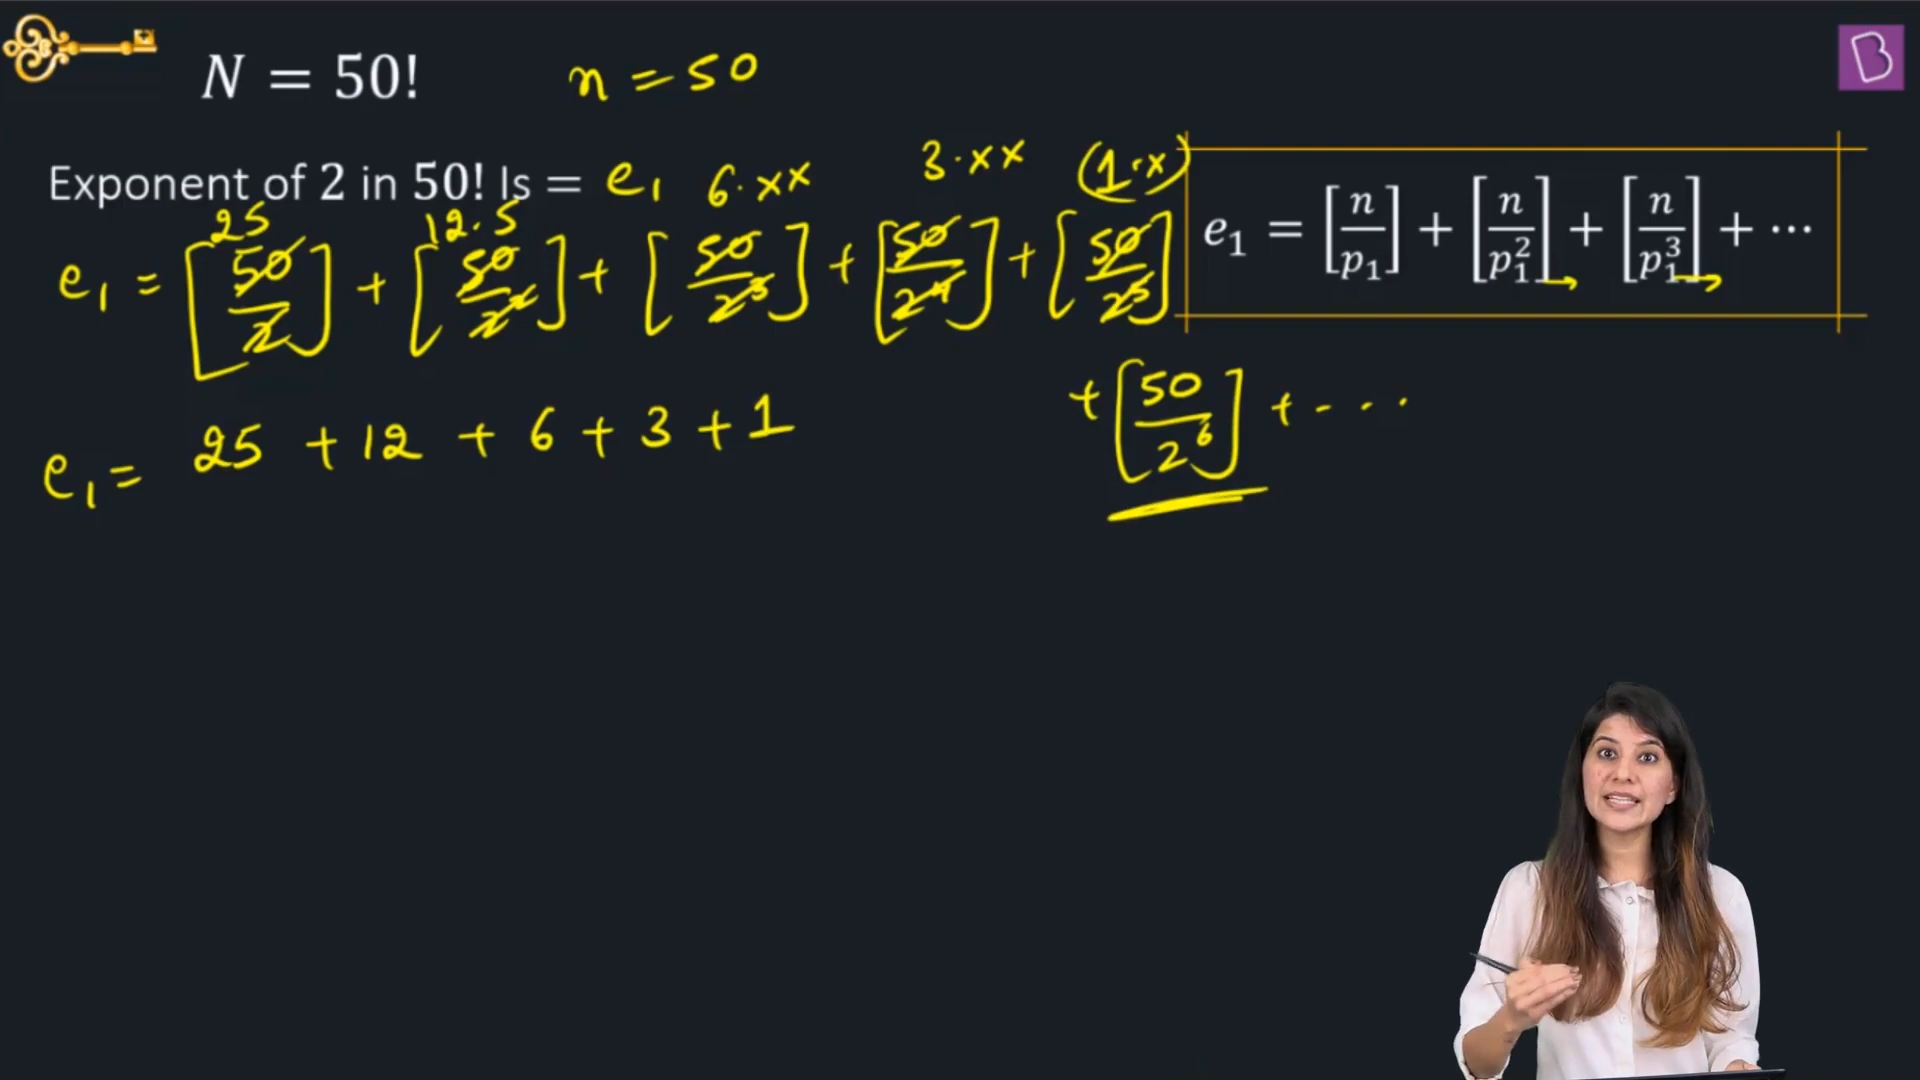 N = 50!
n = 50
B
Exponent of 2 in 50! Is = e₁
25 12.5 6.xx 3.xx (1.x)
e₁ = [50/2] + [50/2²] + [50/2³] + [50/2⁴] + [50/2⁵]
+ [50/2⁶] + - - - -
e₁ = [n/p₁] + [n/p₁²] + [n/p₁³] + ⋯
e₁ = 25 + 12 + 6 + 3 + 1